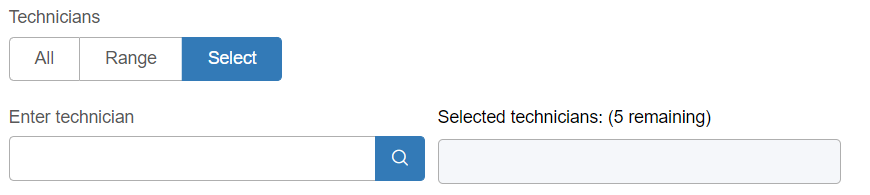 Technicians
All Range Select
Enter technician Selected technicians: (5 remaining)